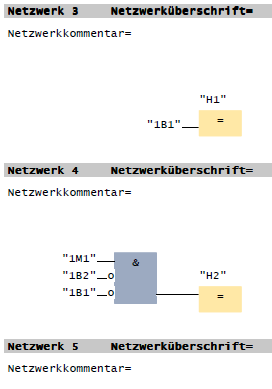 Netzwerk 3 Netzwerküberschrift=
Netzwerkkommentar=
"H1"
"1B1" =
Netzwerk 4 Netzwerküberschrift=
Netzwerkkommentar=
"1M1" &
"1B2" o "H2"
"1B1" o =
Netzwerk 5 Netzwerküberschrift=
Netzwerkkommentar=